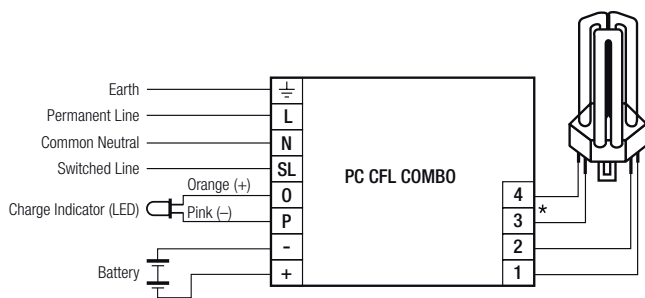 Earth
Permanent Line
L
Common Neutral
N
Switched Line
SL
PC CFL COMBO
Orange (+)
O
4
Charge Indicator (LED)
Pink (–)
P
3
*
-
2
Battery
+
1